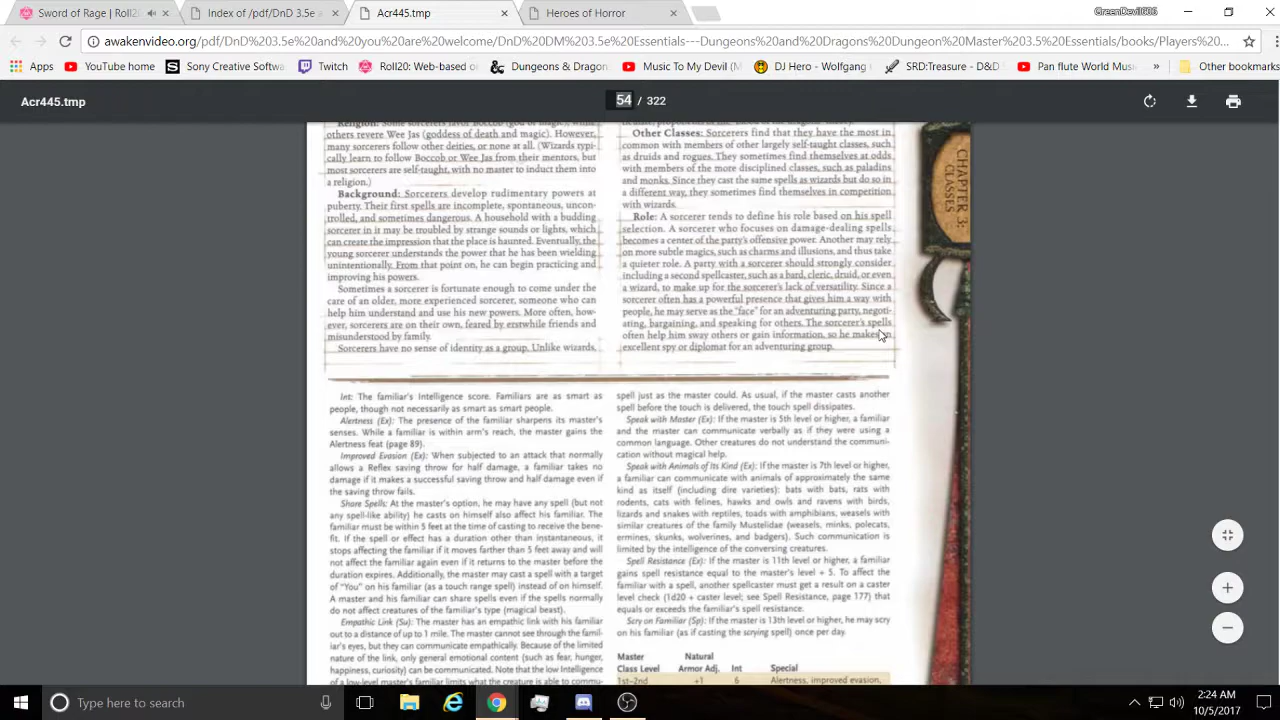 Sword of Rage | Roll20
Index of /pdf/DnD 3.5e
Acr445.tmp
Heroes of Horror
GreenDevil686
awakenvideo.org/pdf/DnD%203.5e%20and%20you%20are%20welcome/DnD%20DM%203.5e%20Essentials---Dungeons%20and%20Dragons%20Dungeon%20Master%203.5%20Essentials/books/Players%20...
Apps
YouTube home
Sony Creative Softwa
Twitch
Roll20: Web-based o
Dungeons & Dragon
Music To My Devil (M
DJ Hero - Wolfgang
SRD:Treasure - D&D
Pan flute World Musi
»
Other bookmarks
Acr445.tmp
54 / 322
others revere Wee Jas (goddess of death and magic). However,
many sorcerers follow other deities, or none at all. (Wizards typi-
cally learn to follow Boccob or Wee Jas from their mentors, but
most sorcerers are self-taught, with no master to induct them into
a religion.)
Background: Sorcerers develop rudimentary powers at
puberty. Their first spells are incomplete, spontaneous, uncon-
trolled, and sometimes dangerous. A household with a budding
sorcerer in it may be troubled by strange sounds or lights, which
can create the impression that the place is haunted. Eventually, the
young sorcerer understands the power that he has been wielding
unintentionally. From that point on, he can begin practicing and
improving his powers.
Sometimes a sorcerer is fortunate enough to come under the
care of an older, more experienced sorcerer, someone who can
help him understand and use his new powers. More often, how-
ever, sorcerers are on their own, feared by erstwhile friends and
misunderstood by family.
Sorcerers have no sense of identity as a group. Unlike wizards,
Other Classes: Sorcerers find that they have the most in
common with members of other largely self-taught classes, such
as druids and rogues. They sometimes find themselves at odds
with members of the more disciplined classes, such as paladins
and monks. Since they cast the same spells as wizards but do so in
a different way, they sometimes find themselves in competition
with wizards.
Role: A sorcerer tends to define his role based on his spell
selection. A sorcerer who focuses on damage-dealing spells
becomes a center of the party's offensive power. Another may rely
on more subtle magics, such as charms and illusions, and thus take
a quieter role. A party with a sorcerer should strongly consider
including a second spellcaster, such as a bard, cleric, druid, or even
a wizard, to make up for the sorcerer's lack of versatility. Since a
sorcerer often has a powerful presence that gives him a way with
people, he may serve as the "face" for an adventuring party, negoti-
ating, bargaining, and speaking for others. The sorcerer's spells
often help him sway others or gain information, so he makes an
excellent spy or diplomat for an adventuring group.
CHAPTER 3:
CLASSES
Int: The familiar's Intelligence score. Familiars are as smart as
people, though not necessarily as smart as smart people.
Alertness (Ex): The presence of the familiar sharpens its master's
senses. While a familiar is within arm's reach, the master gains the
Alertness feat (page 89).
Improved Evasion (Ex): When subjected to an attack that normally
allows a Reflex saving throw for half damage, a familiar takes no
damage if it makes a successful saving throw and half damage even if
the saving throw fails.
Share Spells: At the master's option, he may have any spell (but not
any spell-like ability) he casts on himself also affect his familiar. The
familiar must be within 5 feet at the time of casting to receive the bene-
fit. If the spell or effect has a duration other than instantaneous, it
stops affecting the familiar if it moves farther than 5 feet away and will
not affect the familiar again even if it returns to the master before the
duration expires. Additionally, the master may cast a spell with a target
of "You" on his familiar (as a touch range spell) instead of on himself.
A master and his familiar can share spells even if the spells normally
do not affect creatures of the familiar's type (magical beast).
Empathic Link (Su): The master has an empathic link with his familiar
out to a distance of up to 1 mile. The master cannot see through the famil-
iar's eyes, but they can communicate empathically. Because of the limited
nature of the link, only general emotional content (such as fear, hunger,
happiness, curiosity) can be communicated. Note that the low Intelligence
of a low-level master's familiar limits what the creature is able to commu-
spell just as the master could. As usual, if the master casts another
spell before the touch is delivered, the touch spell dissipates.
Speak with Master (Ex): If the master is 5th level or higher, a familiar
and the master can communicate verbally as if they were using a
common language. Other creatures do not understand the communi-
cation without magical help.
Speak with Animals of Its Kind (Ex): If the master is 7th level or higher,
a familiar can communicate with animals of approximately the same
kind as itself (including dire varieties): bats with bats, rats with
rodents, cats with felines, hawks and owls and ravens with birds,
lizards and snakes with reptiles, toads with amphibians, weasels with
similar creatures of the family Mustelidae (weasels, minks, polecats,
ermines, skunks, wolverines, and badgers). Such communication is
limited by the intelligence of the conversing creatures.
Spell Resistance (Ex): If the master is 11th level or higher, a familiar
gains spell resistance equal to the master's level + 5. To affect the
familiar with a spell, another spellcaster must get a result on a caster
level check (1d20 + caster level; see Spell Resistance, page 177) that
equals or exceeds the familiar's spell resistance.
Scry on Familiar (Sp): If the master is 13th level or higher, he may scry
on his familiar (as if casting the scrying spell) once per day.
Master Natural
Class Level Armor Adj. Int Special
1st–2nd +1 6 Alertness, improved evasion,
Type here to search
2:24 AM
10/5/2017